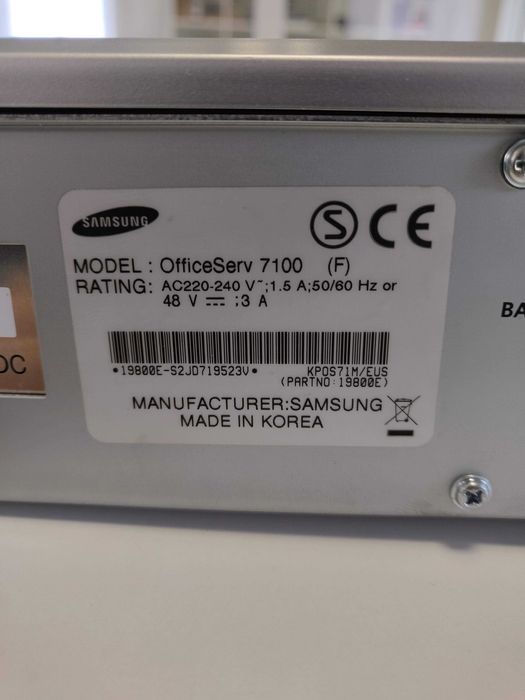 SAMSUNG
S CE
MODEL : OfficeServ 7100 (F)
RATING: AC220-240 V~;1.5 A;50/60 Hz or
48 V ⎓ ;3 A
•19800E-S2JD719523V• KPOS71M/EUS
(PARTNO:19800E)
MANUFACTURER:SAMSUNG
MADE IN KOREA
DC
BA